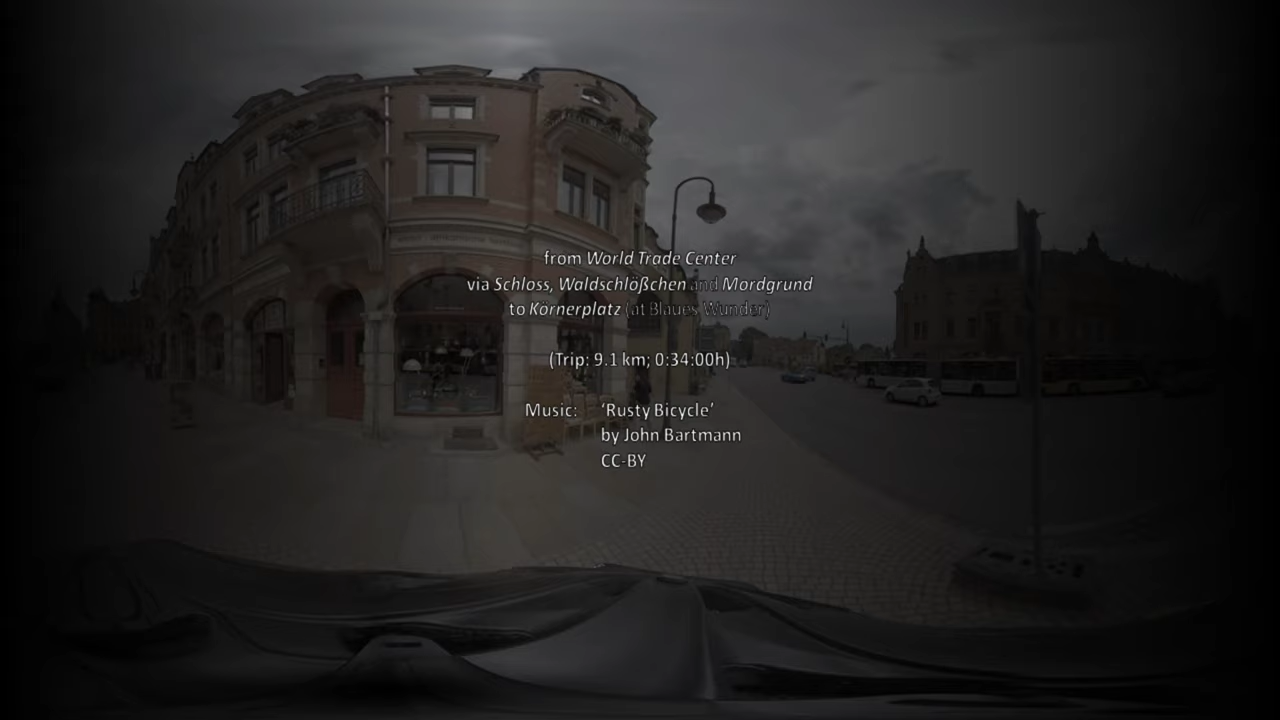 from World Trade Center
via Schloss, Waldschlößchen and Mordgrund
to Körnerplatz (at Blaues Wunder)
(Trip: 9.1 km; 0:34:00h)
Music: ‘Rusty Bicycle’
by John Bartmann
CC-BY